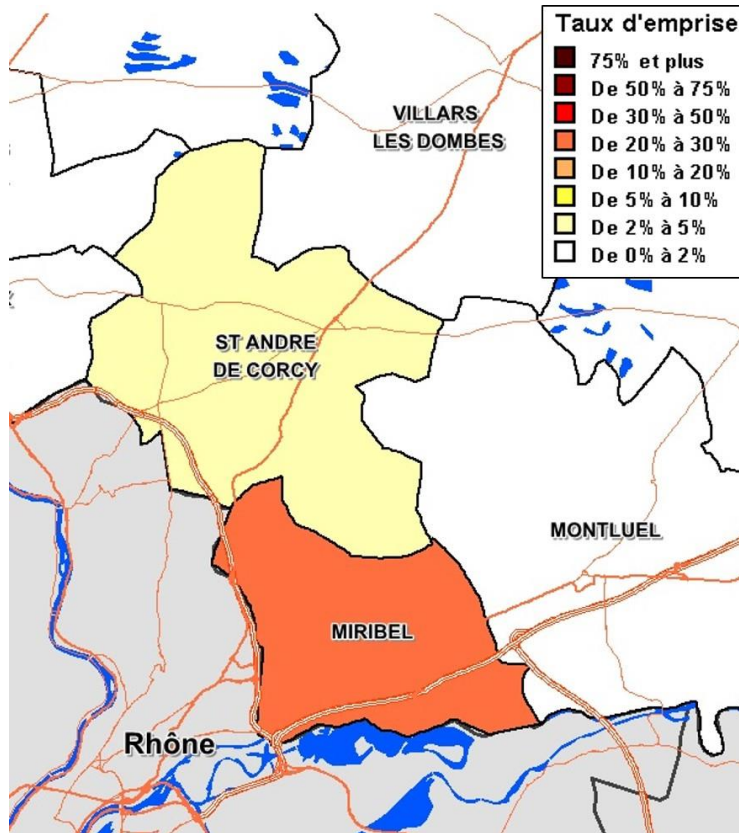 Taux d'emprise
75% et plus
De 50% à 75%
De 30% à 50%
De 20% à 30%
De 10% à 20%
De 5% à 10%
De 2% à 5%
De 0% à 2%
VILLARS
LES DOMBES
ST ANDRE
DE CORCY
MONTLUEL
MIRIBEL
Rhône